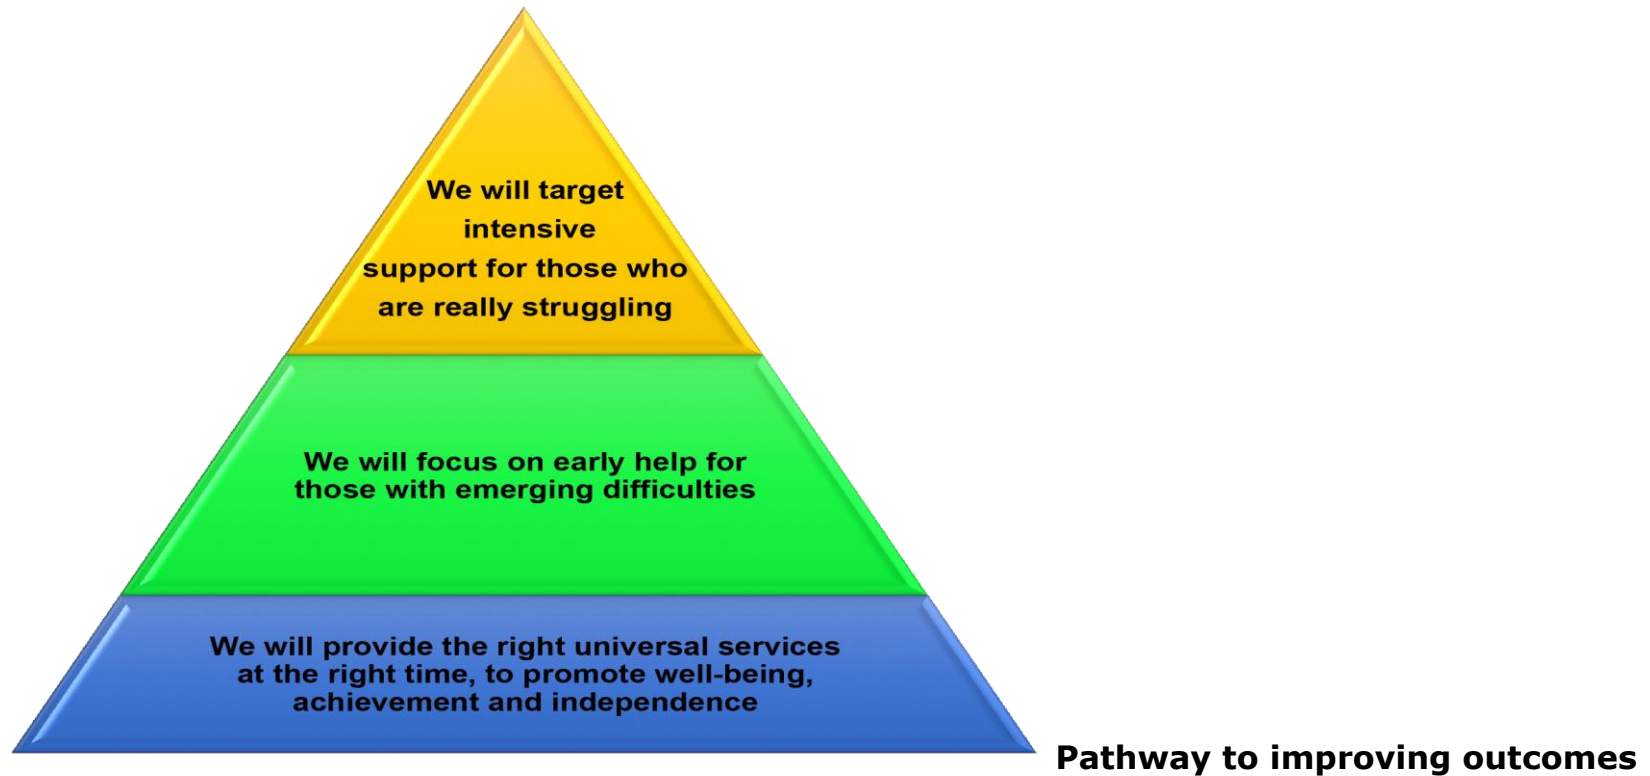 We will target
intensive
support for those who
are really struggling
We will focus on early help for
those with emerging difficulties
We will provide the right universal services
at the right time, to promote well-being,
achievement and independence
Pathway to improving outcomes